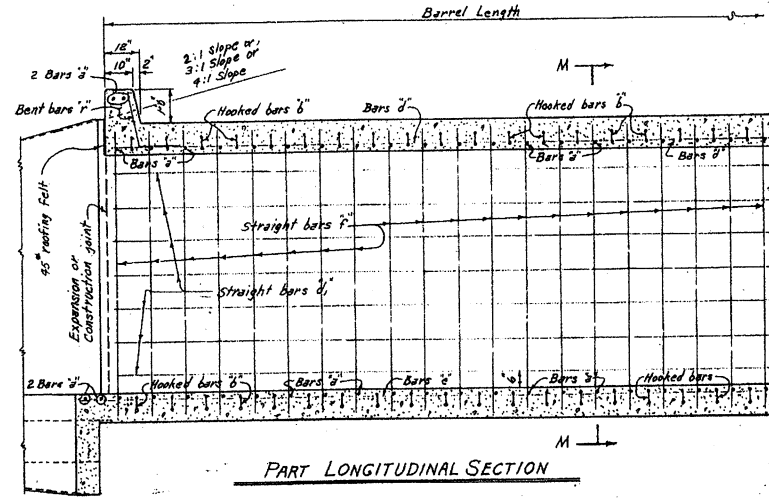 Barrel Length
12"
10"
2"
2:1 Slope or,
3:1 Slope or
4:1 Slope
M
2 Bars "a"
Bent bars "r"
Hooked bars "b"
Bars "d"
Hooked bars "b"
Bars "a"
Bars "a"
Bars "d"
45# roofing felt
Expansion or
Construction joint
Straight bars "f"
Straight bars "d,"
2 Bars "a"
Hooked bars "b"
Bars "a"
Bars "e"
Bars "a"
Hooked bars
M
PART LONGITUDINAL SECTION